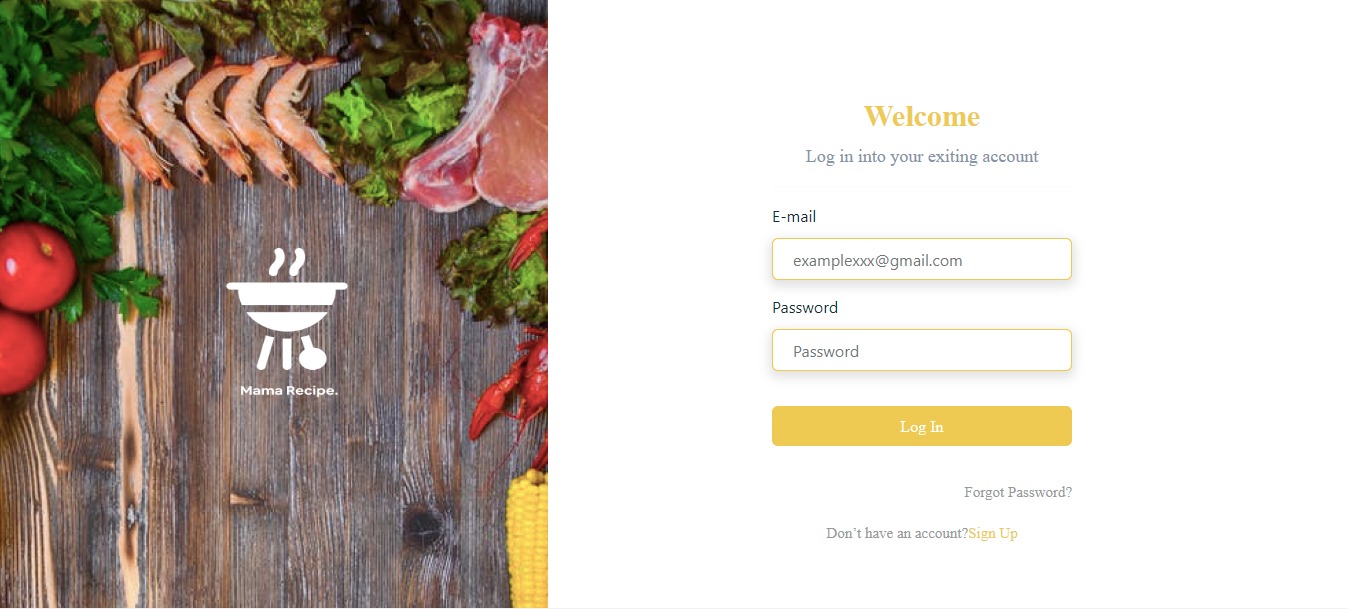 Mama Recipe.
Welcome
Log in into your exiting account
E-mail
examplexxx@gmail.com
Password
Password
Log In
Forgot Password?
Don’t have an account?Sign Up